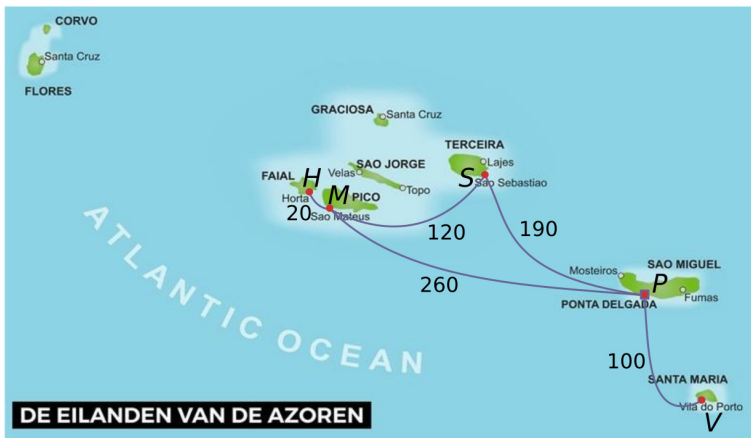 CORVO
Santa Cruz
FLORES
GRACIOSA
Santa Cruz
TERCEIRA
Lajes
S
Sao Sebastiao
SAO JORGE
Velas
Topo
FAIAL
H
Horta
M
PICO
Sao Mateus
20
120
190
260
SAO MIGUEL
Mosteiros
P
Furnas
PONTA DELGADA
100
SANTA MARIA
Vila do Porto
V
ATLANTIC OCEAN
DE EILANDEN VAN DE AZOREN